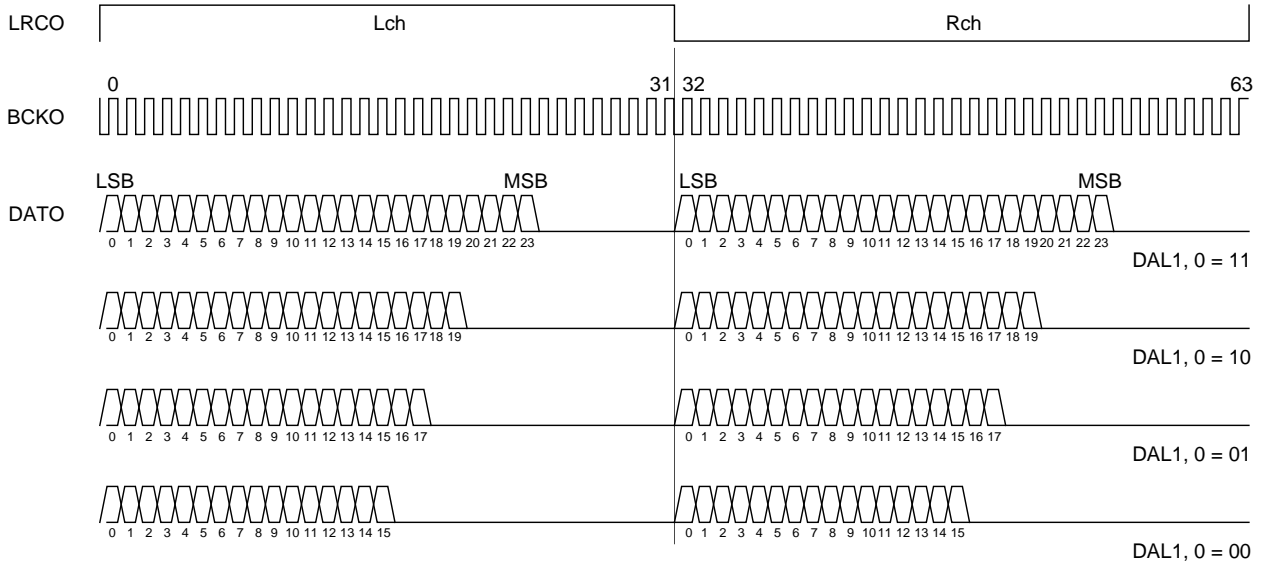 LRCO Lch Rch
0 31 32 63
BCKO
LSB MSB LSB MSB
DATO
0 1 2 3 4 5 6 7 8 9 10 11 12 13 14 15 16 17 18 19 20 21 22 23 0 1 2 3 4 5 6 7 8 9 10 11 12 13 14 15 16 17 18 19 20 21 22 23
DAL1, 0 = 11
0 1 2 3 4 5 6 7 8 9 10 11 12 13 14 15 16 17 18 19 0 1 2 3 4 5 6 7 8 9 10 11 12 13 14 15 16 17 18 19
DAL1, 0 = 10
0 1 2 3 4 5 6 7 8 9 10 11 12 13 14 15 16 17 0 1 2 3 4 5 6 7 8 9 10 11 12 13 14 15 16 17
DAL1, 0 = 01
0 1 2 3 4 5 6 7 8 9 10 11 12 13 14 15 0 1 2 3 4 5 6 7 8 9 10 11 12 13 14 15
DAL1, 0 = 00